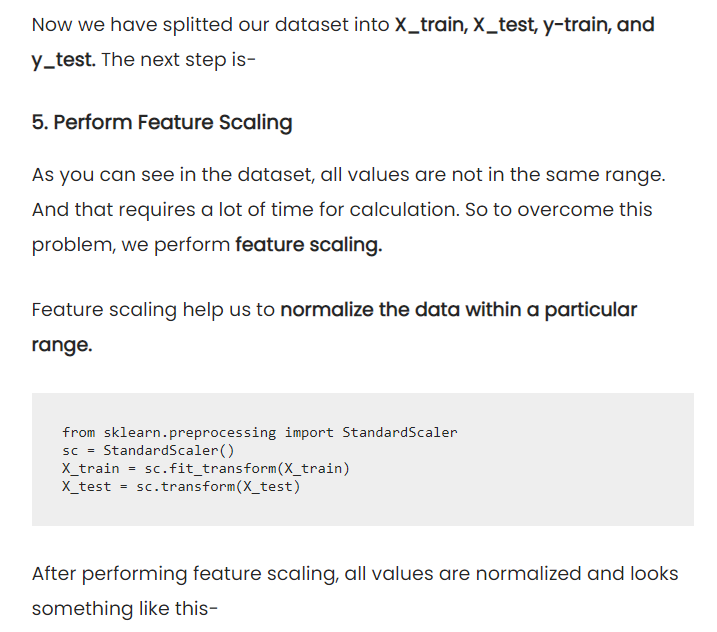 Now we have splitted our dataset into X_train, X_test, y-train, and
y_test. The next step is-
5. Perform Feature Scaling
As you can see in the dataset, all values are not in the same range.
And that requires a lot of time for calculation. So to overcome this
problem, we perform feature scaling.
Feature scaling help us to normalize the data within a particular
range.
from sklearn.preprocessing import StandardScaler
sc = StandardScaler()
X_train = sc.fit_transform(X_train)
X_test = sc.transform(X_test)
After performing feature scaling, all values are normalized and looks
something like this-